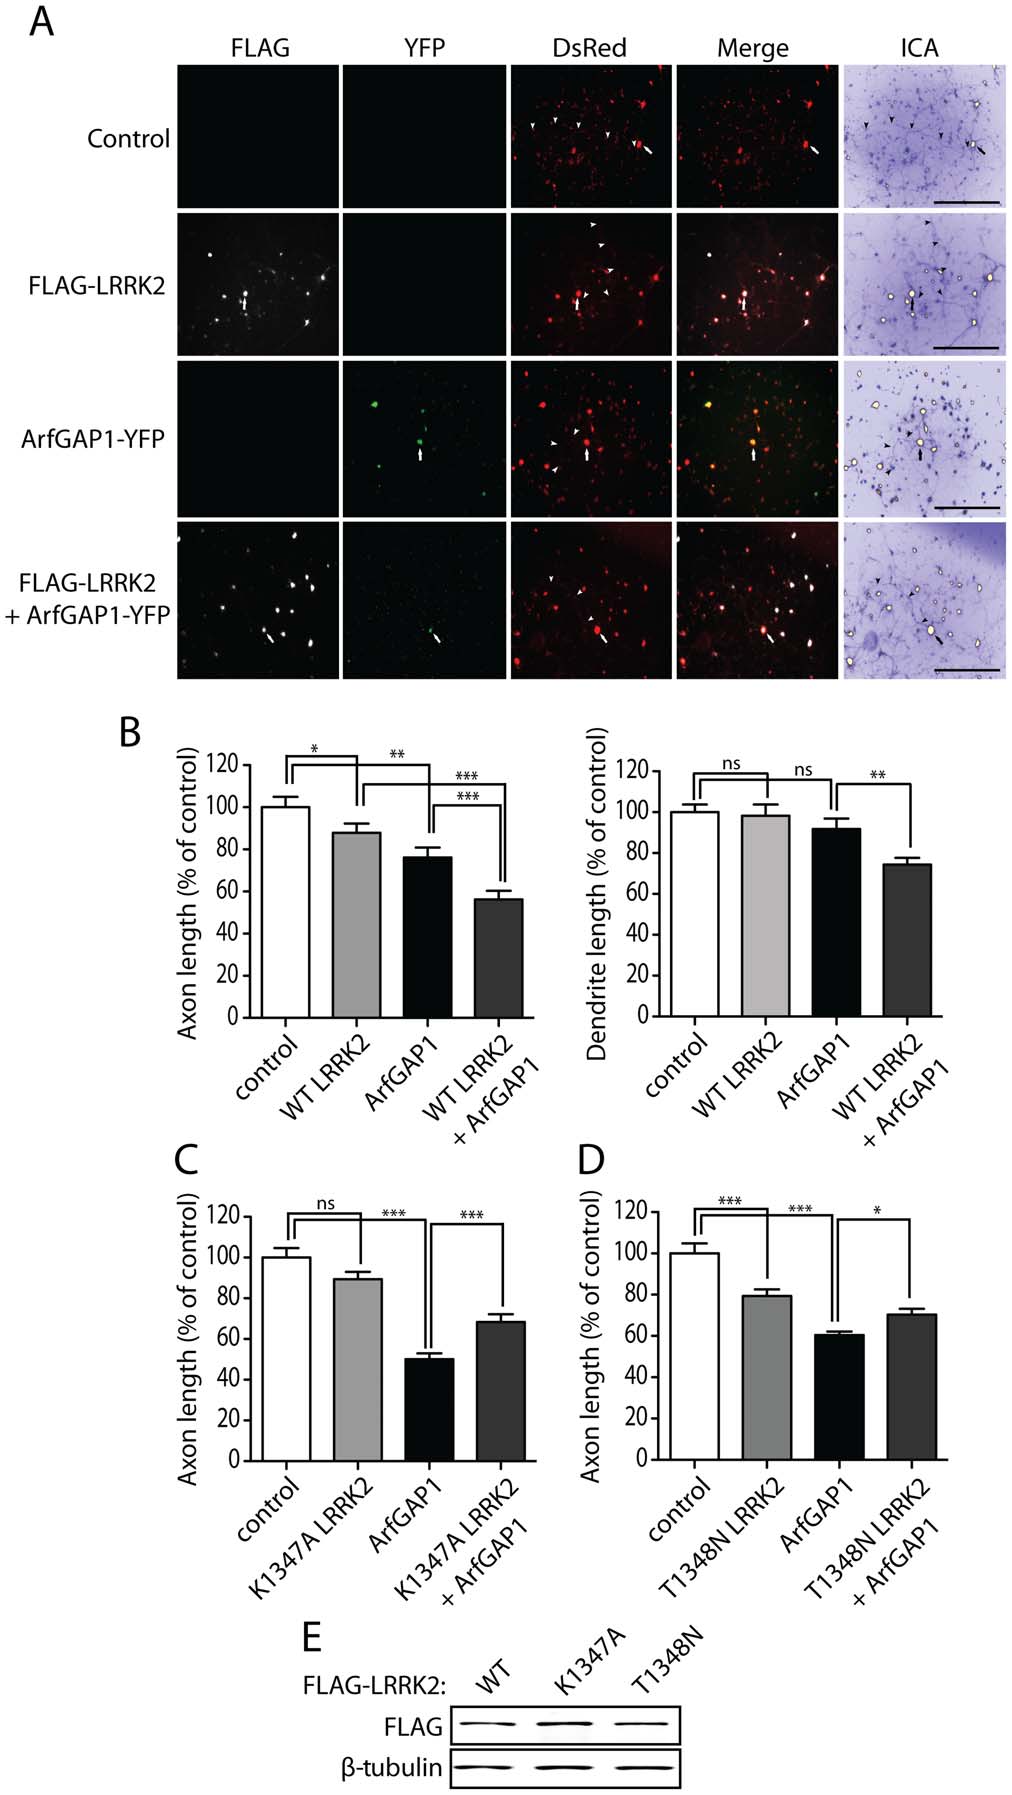 A
FLAG YFP DsRed Merge ICA
Control
FLAG-LRRK2
ArfGAP1-YFP
FLAG-LRRK2
+ ArfGAP1-YFP
B
Axon length (% of control)
120
100
80
60
40
20
0
* ** *** ***
control
WT LRRK2
ArfGAP1
WT LRRK2
+ ArfGAP1
Dendrite length (% of control)
120
100
80
60
40
20
0
ns ns **
control
WT LRRK2
ArfGAP1
WT LRRK2
+ ArfGAP1
C
Axon length (% of control)
120
100
80
60
40
20
0
ns *** ***
control
K1347A LRRK2
ArfGAP1
K1347A LRRK2
+ ArfGAP1
D
Axon length (% of control)
120
100
80
60
40
20
0
*** *** *
control
T1348N LRRK2
ArfGAP1
T1348N LRRK2
+ ArfGAP1
E
FLAG-LRRK2: WT K1347A T1348N
FLAG
β-tubulin